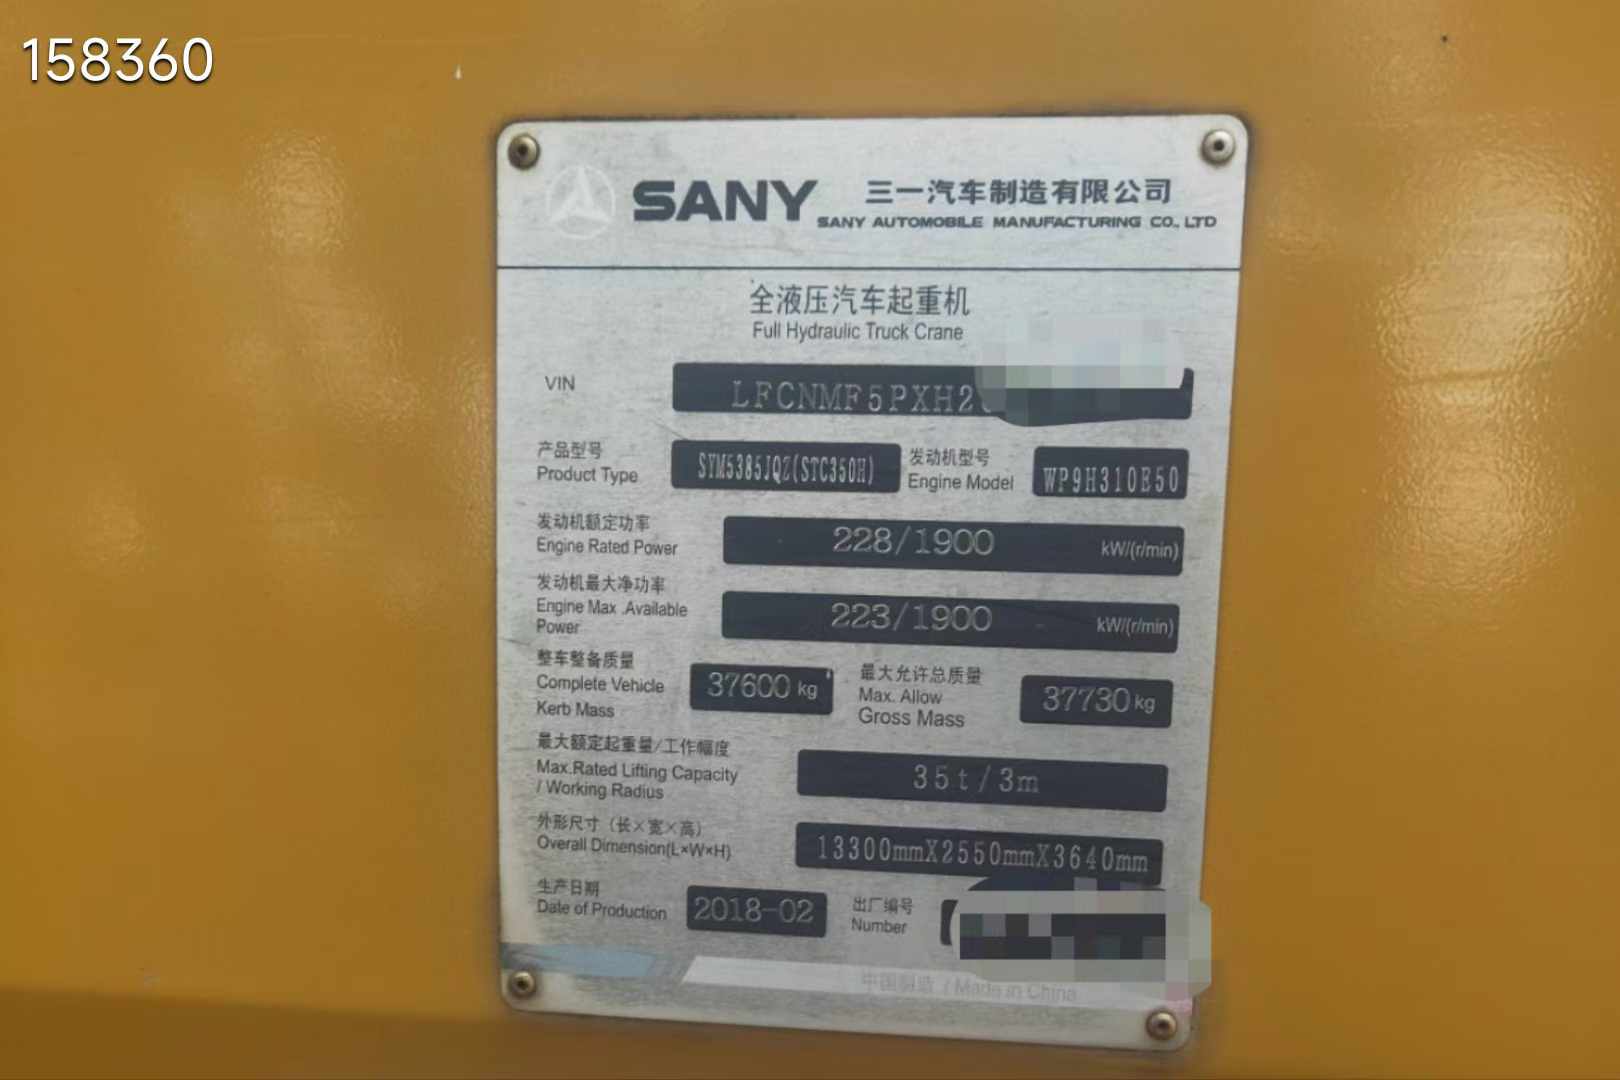 158360
SANY 三一汽车制造有限公司
SANY AUTOMOBILE MANUFACTURING CO., LTD
全液压汽车起重机
Full Hydraulic Truck Crane
VIN LFCNMF5PXH2
产品型号 SYM5385JQZ(STC350H) 发动机型号 WP9H310E50
Product Type Engine Model
发动机额定功率 228/1900 kW/(r/min)
Engine Rated Power
发动机最大净功率
Engine Max .Available 223/1900 kW/(r/min)
Power
整车整备质量 最大允许总质量
Complete Vehicle 37600 kg Max. Allow 37730 kg
Kerb Mass Gross Mass
最大额定起重量/工作幅度
Max.Rated Lifting Capacity 35t/3m
/ Working Radius
外形尺寸（长×宽×高）
Overall Dimension(L×W×H) 13300mmX2550mmX3640mm
生产日期 2018-02 出厂编号
Date of Production Number
中国制造 / Made in China